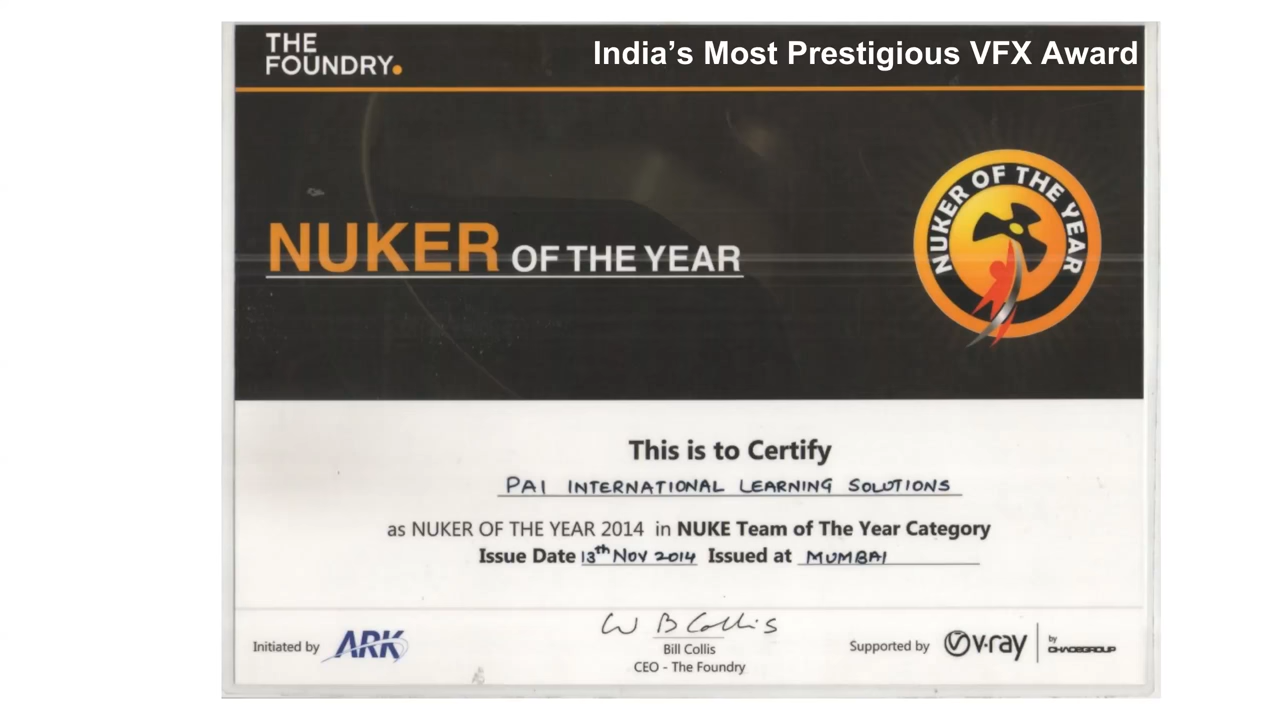 THE
FOUNDRY.
India's Most Prestigious VFX Award
NUKER OF THE YEAR
NUKER OF THE YEAR
This is to Certify
PAI INTERNATIONAL LEARNING SOLUTIONS
as NUKER OF THE YEAR 2014 in NUKE Team of The Year Category
Issue Date 13th Nov 2014 Issued at MUMBAI
Initiated by ARK
W B Collis
Bill Collis
CEO - The Foundry
Supported by v-ray by CHAOSGROUP